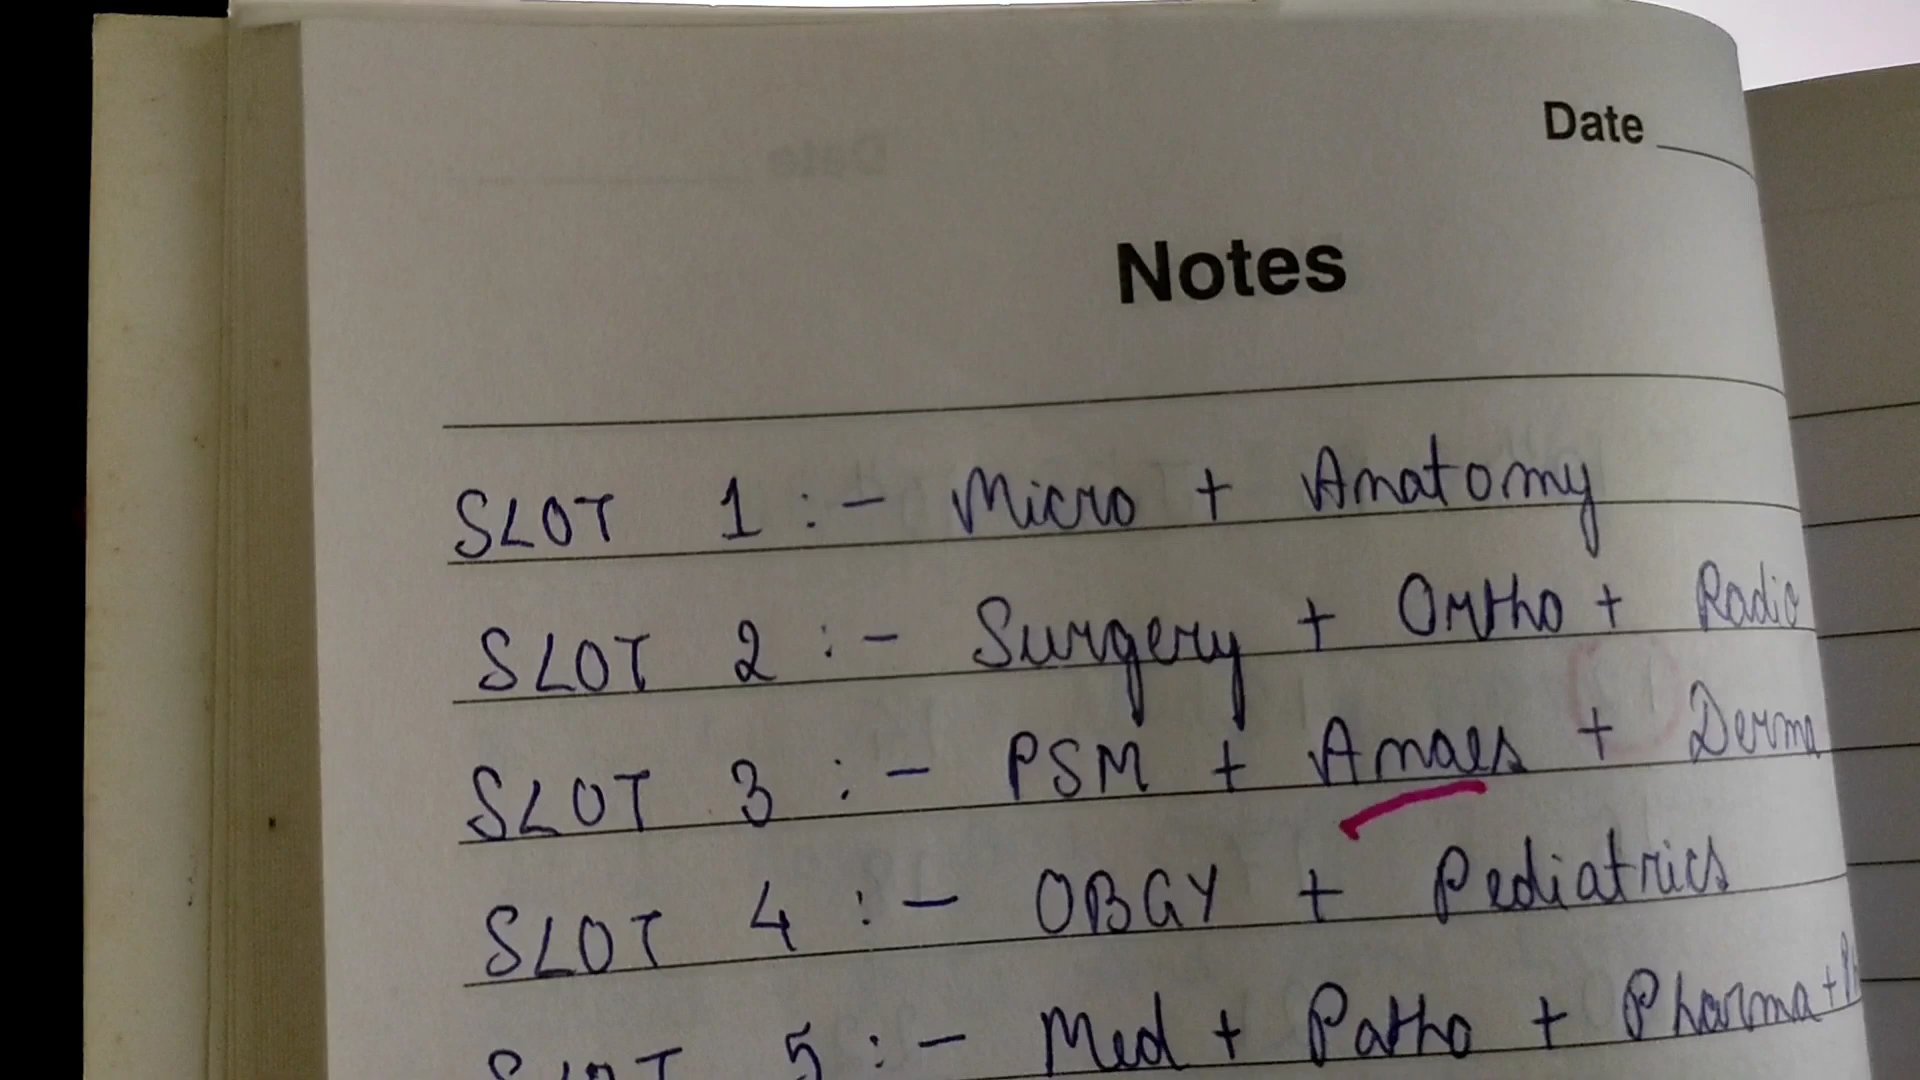 Date
Notes
SLOT 1 :- Micro + Anatomy
SLOT 2 :- Surgery + Ortho + Radio
SLOT 3 :- PSM + Anaes + Derma
SLOT 4 :- OBGY + Pediatrics
SLOT 5 :- Med + Patho + Pharma +